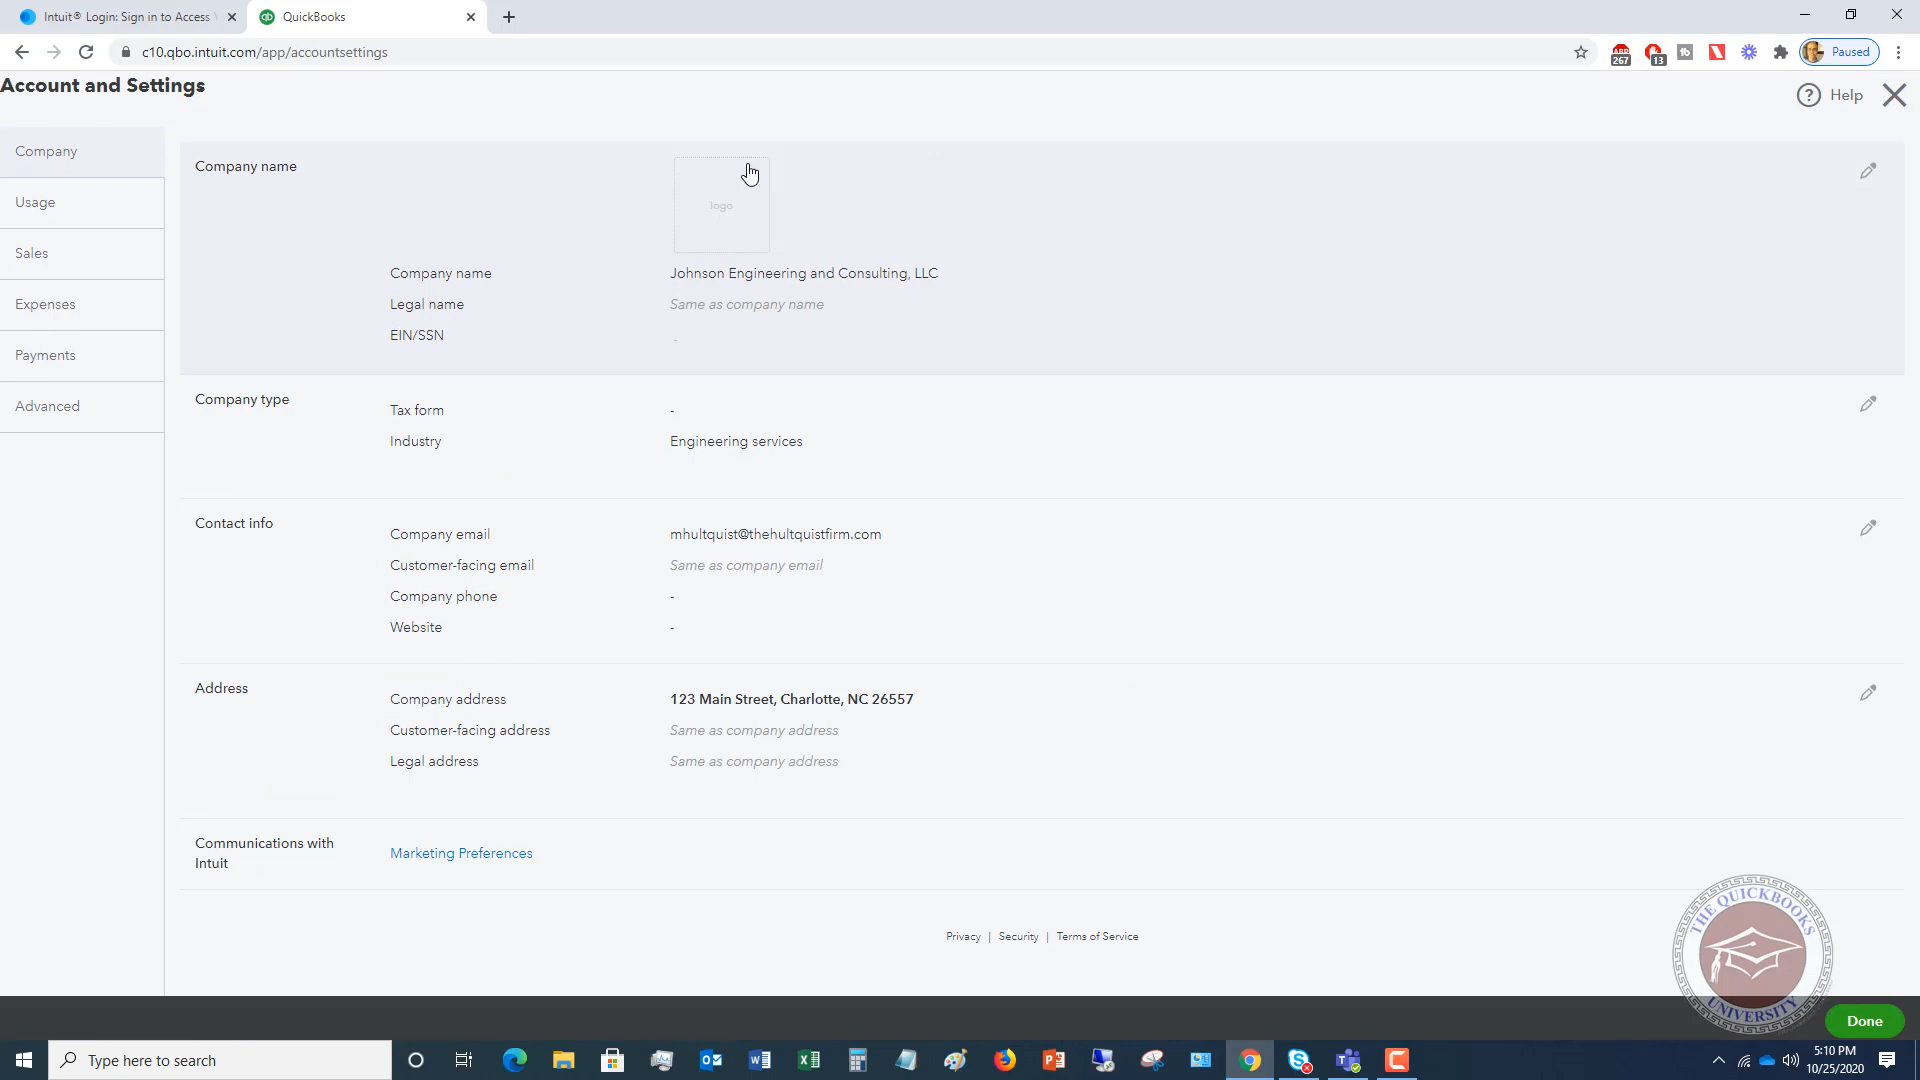 Intuit® Login: Sign in to Access
QuickBooks
c10.qbo.intuit.com/app/accountsettings
267
13
Paused
Account and Settings
Help
Company
Usage
Sales
Expenses
Payments
Advanced
Company name
logo
Company name Johnson Engineering and Consulting, LLC
Legal name Same as company name
EIN/SSN -
Company type
Tax form -
Industry Engineering services
Contact info
Company email mhultquist@thehultquistfirm.com
Customer-facing email Same as company email
Company phone -
Website -
Address
Company address 123 Main Street, Charlotte, NC 26557
Customer-facing address Same as company address
Legal address Same as company address
Communications with
Intuit
Marketing Preferences
Privacy | Security | Terms of Service
THE QUICKBOOKS
UNIVERSITY
Done
Type here to search
5:10 PM
10/25/2020